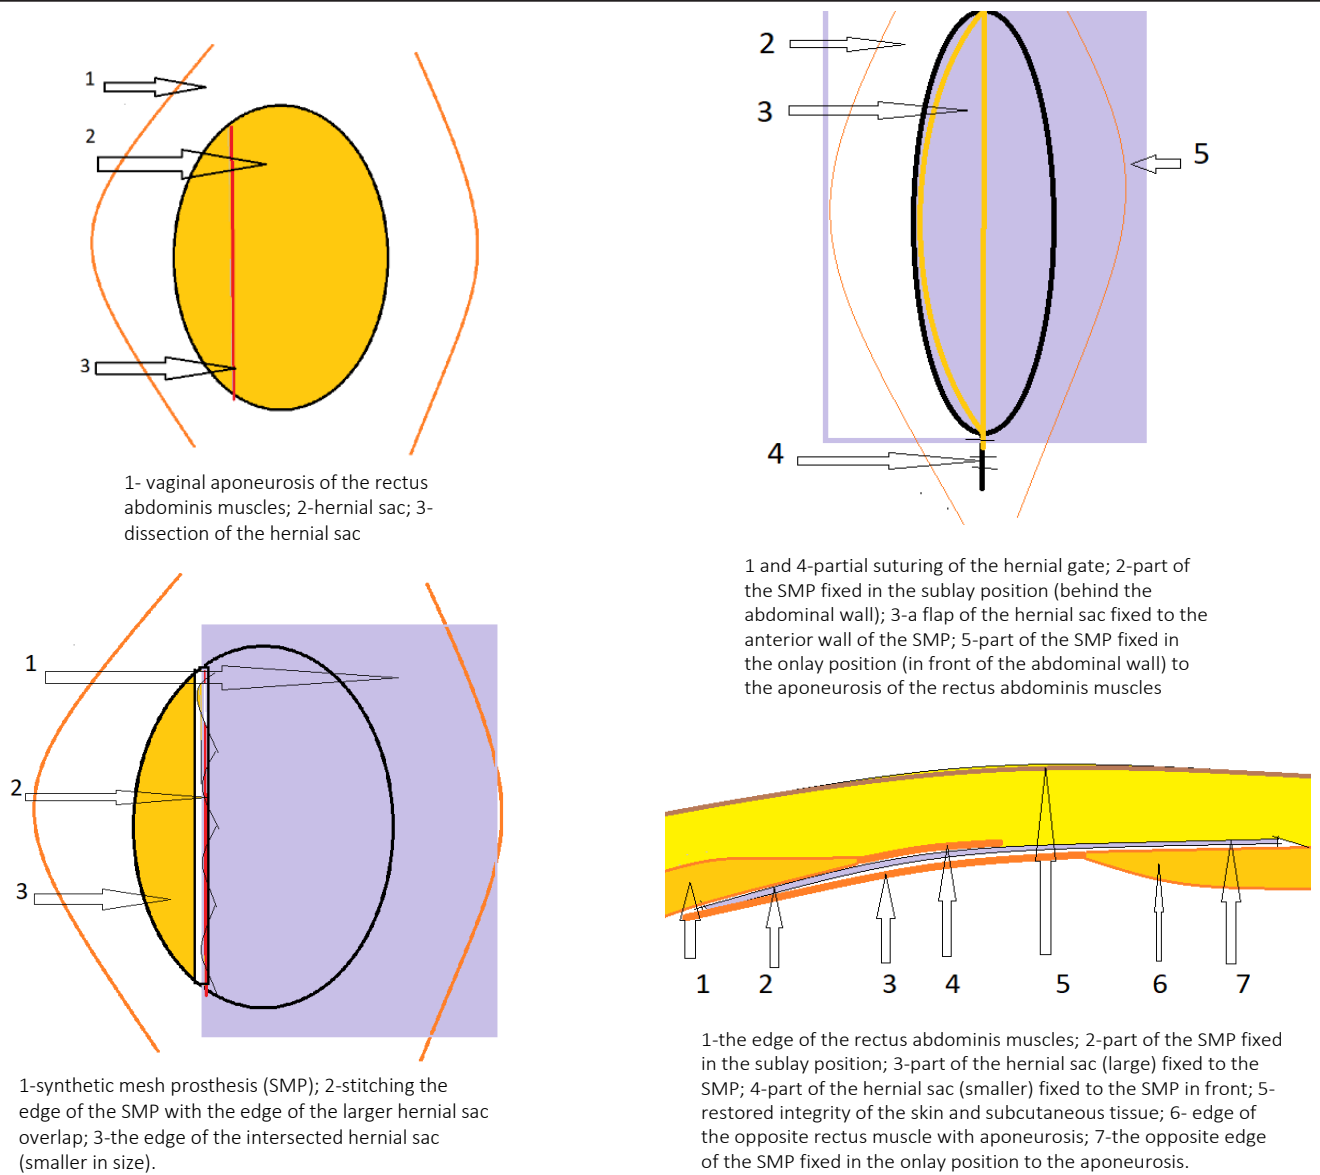 1
2
3
1- vaginal aponeurosis of the rectus
abdominis muscles; 2-hernial sac; 3-
dissection of the hernial sac
2
3
5
4
1 and 4-partial suturing of the hernial gate; 2-part of
the SMP fixed in the sublay position (behind the
abdominal wall); 3-a flap of the hernial sac fixed to the
anterior wall of the SMP; 5-part of the SMP fixed in
the onlay position (in front of the abdominal wall) to
the aponeurosis of the rectus abdominis muscles
1
2
3
1-synthetic mesh prosthesis (SMP); 2-stitching the
edge of the SMP with the edge of the larger hernial sac
overlap; 3-the edge of the intersected hernial sac
(smaller in size).
1 2 3 4 5 6 7
1-the edge of the rectus abdominis muscles; 2-part of the SMP fixed
in the sublay position; 3-part of the hernial sac (large) fixed to the
SMP; 4-part of the hernial sac (smaller) fixed to the SMP in front; 5-
restored integrity of the skin and subcutaneous tissue; 6- edge of
the opposite rectus muscle with aponeurosis; 7-the opposite edge
of the SMP fixed in the onlay position to the aponeurosis.